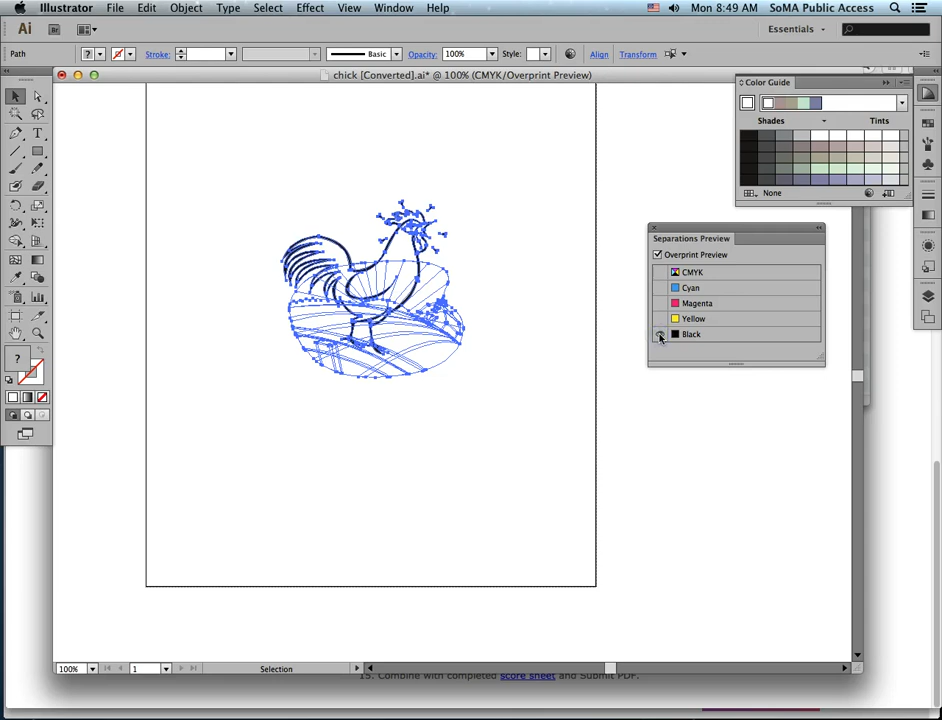 Illustrator File Edit Object Type Select Effect View Window Help Mon 8:49 AM SoMA Public Access
Ai Br Essentials
Path ? Stroke: Basic Opacity: 100% Style: Align Transform
chick [Converted].ai* @ 100% (CMYK/Overprint Preview)
Color Guide
Shades Tints
None
Separations Preview
Overprint Preview
CMYK
Cyan
Magenta
Yellow
Black
T
?
100% 1 Selection
15. Combine with completed score sheet and Submit PDF.